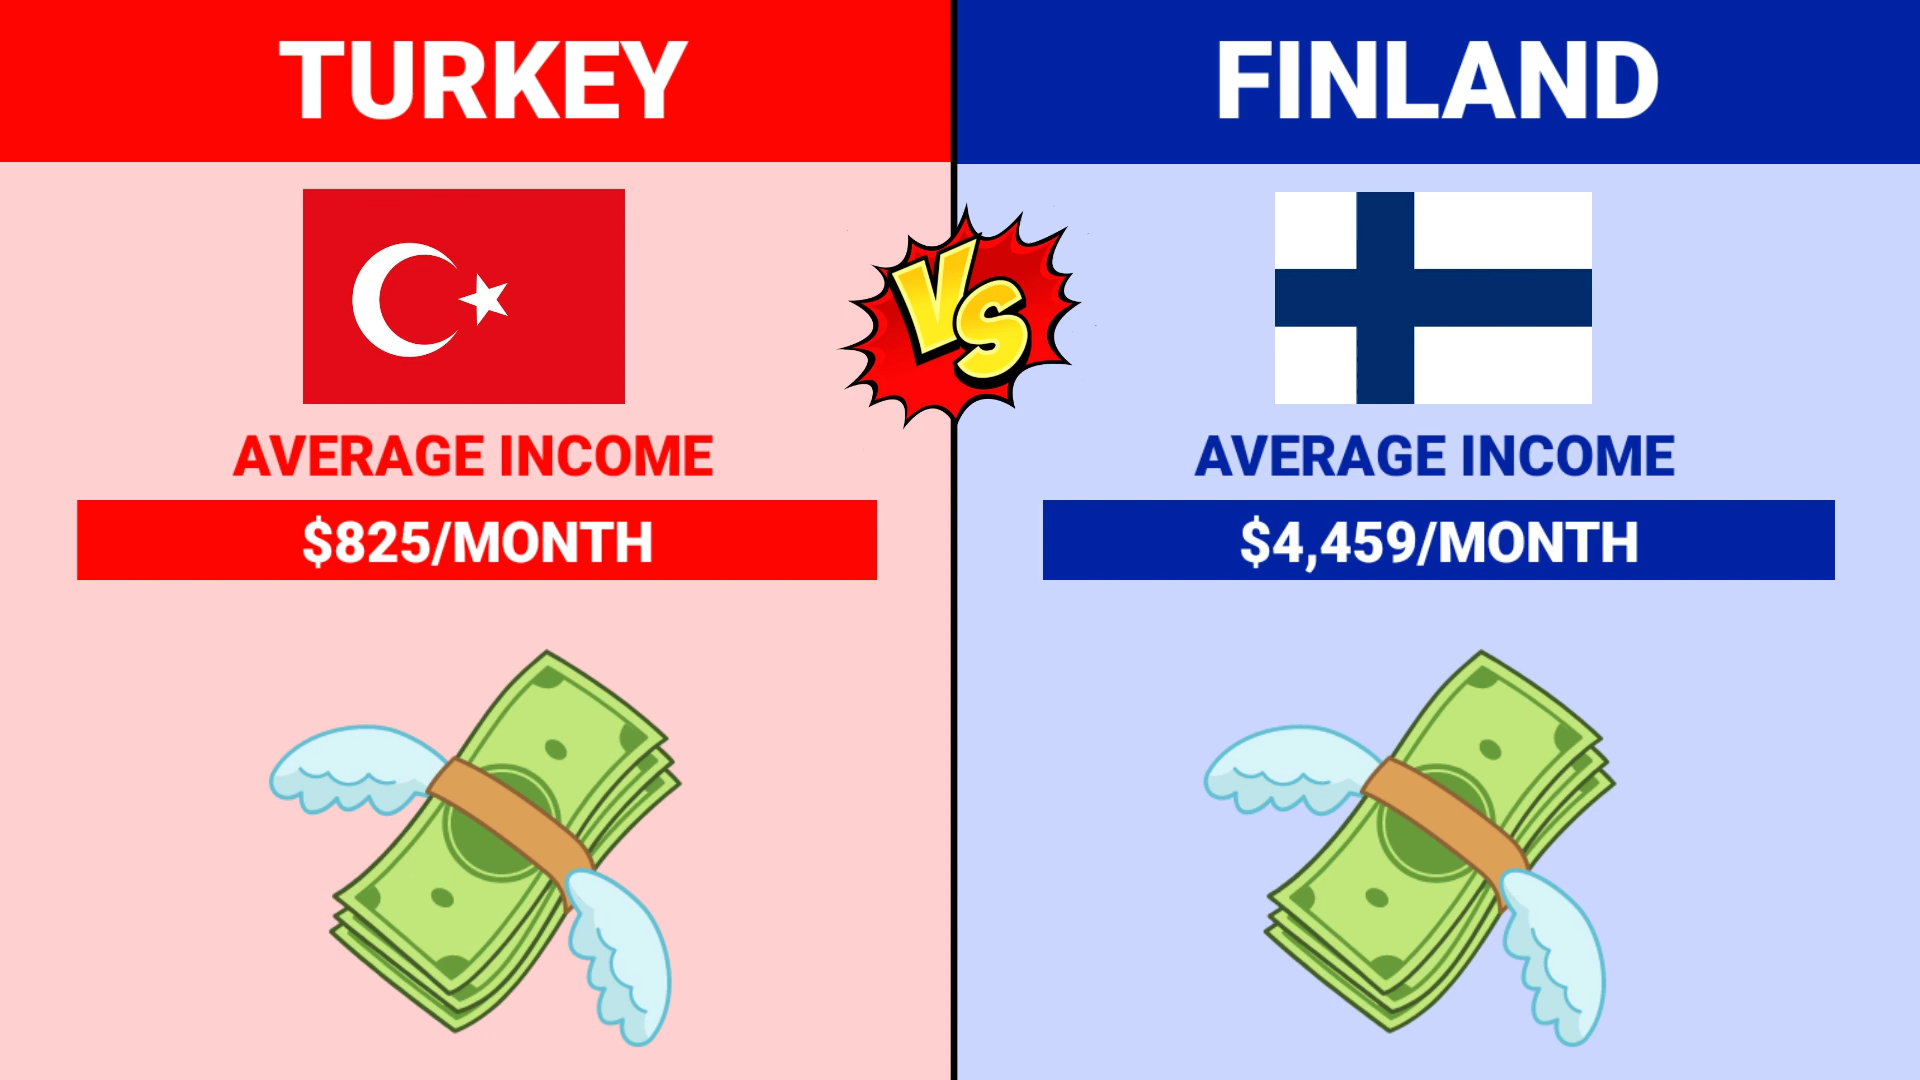 TURKEY
AVERAGE INCOME
$825/MONTH
VS
FINLAND
AVERAGE INCOME
$4,459/MONTH